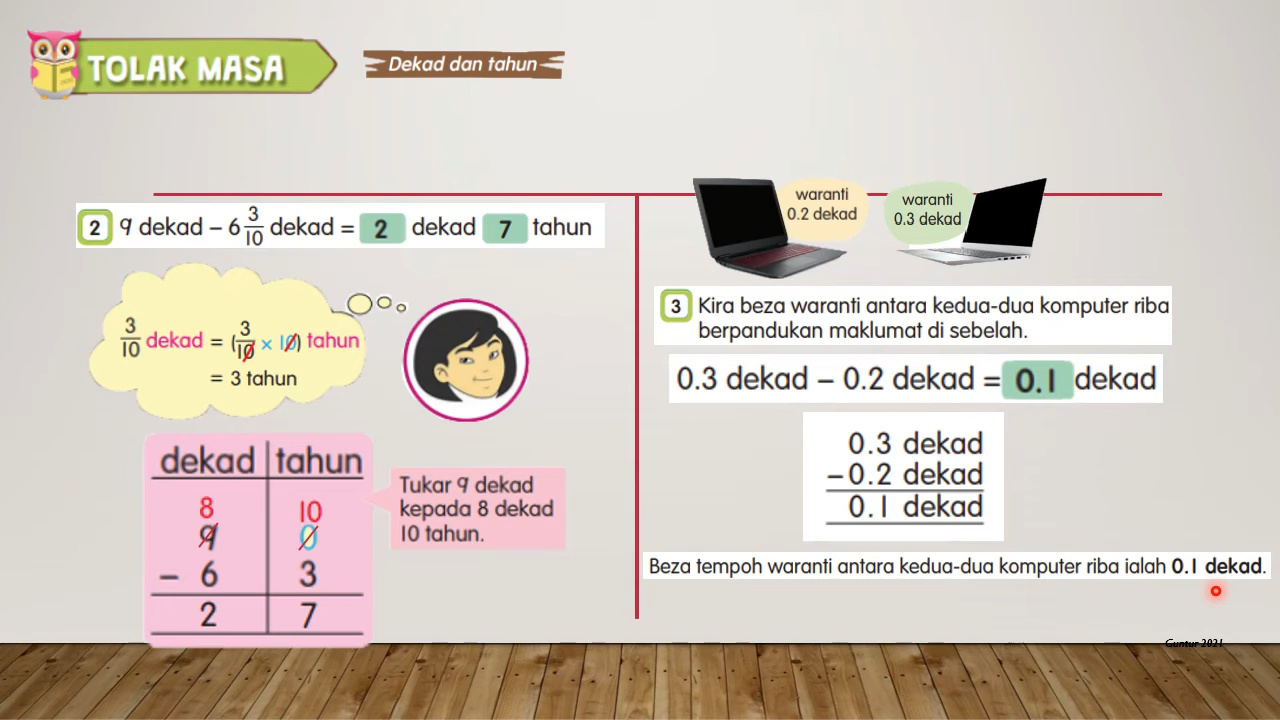 TOLAK MASA
Dekad dan tahun
2 9 dekad – 6 3/10 dekad = 2 dekad 7 tahun
3/10 dekad = (3/10 × 10) tahun
= 3 tahun
dekad tahun
8 10
9 0
– 6 3
2 7
Tukar 9 dekad
kepada 8 dekad
10 tahun.
waranti
0.2 dekad
waranti
0.3 dekad
3 Kira beza waranti antara kedua-dua komputer riba
berpandukan maklumat di sebelah.
0.3 dekad – 0.2 dekad = 0.1 dekad
0.3 dekad
– 0.2 dekad
0.1 dekad
Beza tempoh waranti antara kedua-dua komputer riba ialah 0.1 dekad.
Guntur 2021